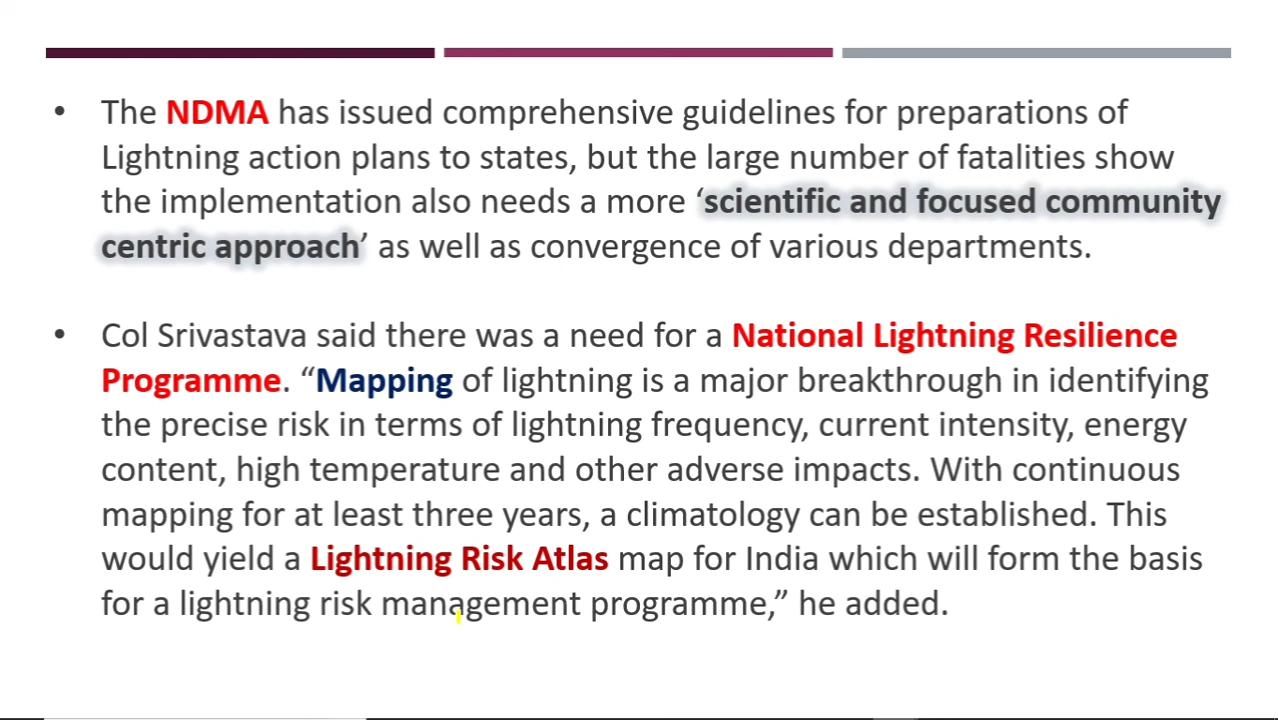 • The NDMA has issued comprehensive guidelines for preparations of
Lightning action plans to states, but the large number of fatalities show
the implementation also needs a more ‘scientific and focused community
centric approach’ as well as convergence of various departments.
• Col Srivastava said there was a need for a National Lightning Resilience
Programme. “Mapping of lightning is a major breakthrough in identifying
the precise risk in terms of lightning frequency, current intensity, energy
content, high temperature and other adverse impacts. With continuous
mapping for at least three years, a climatology can be established. This
would yield a Lightning Risk Atlas map for India which will form the basis
for a lightning risk management programme,” he added.